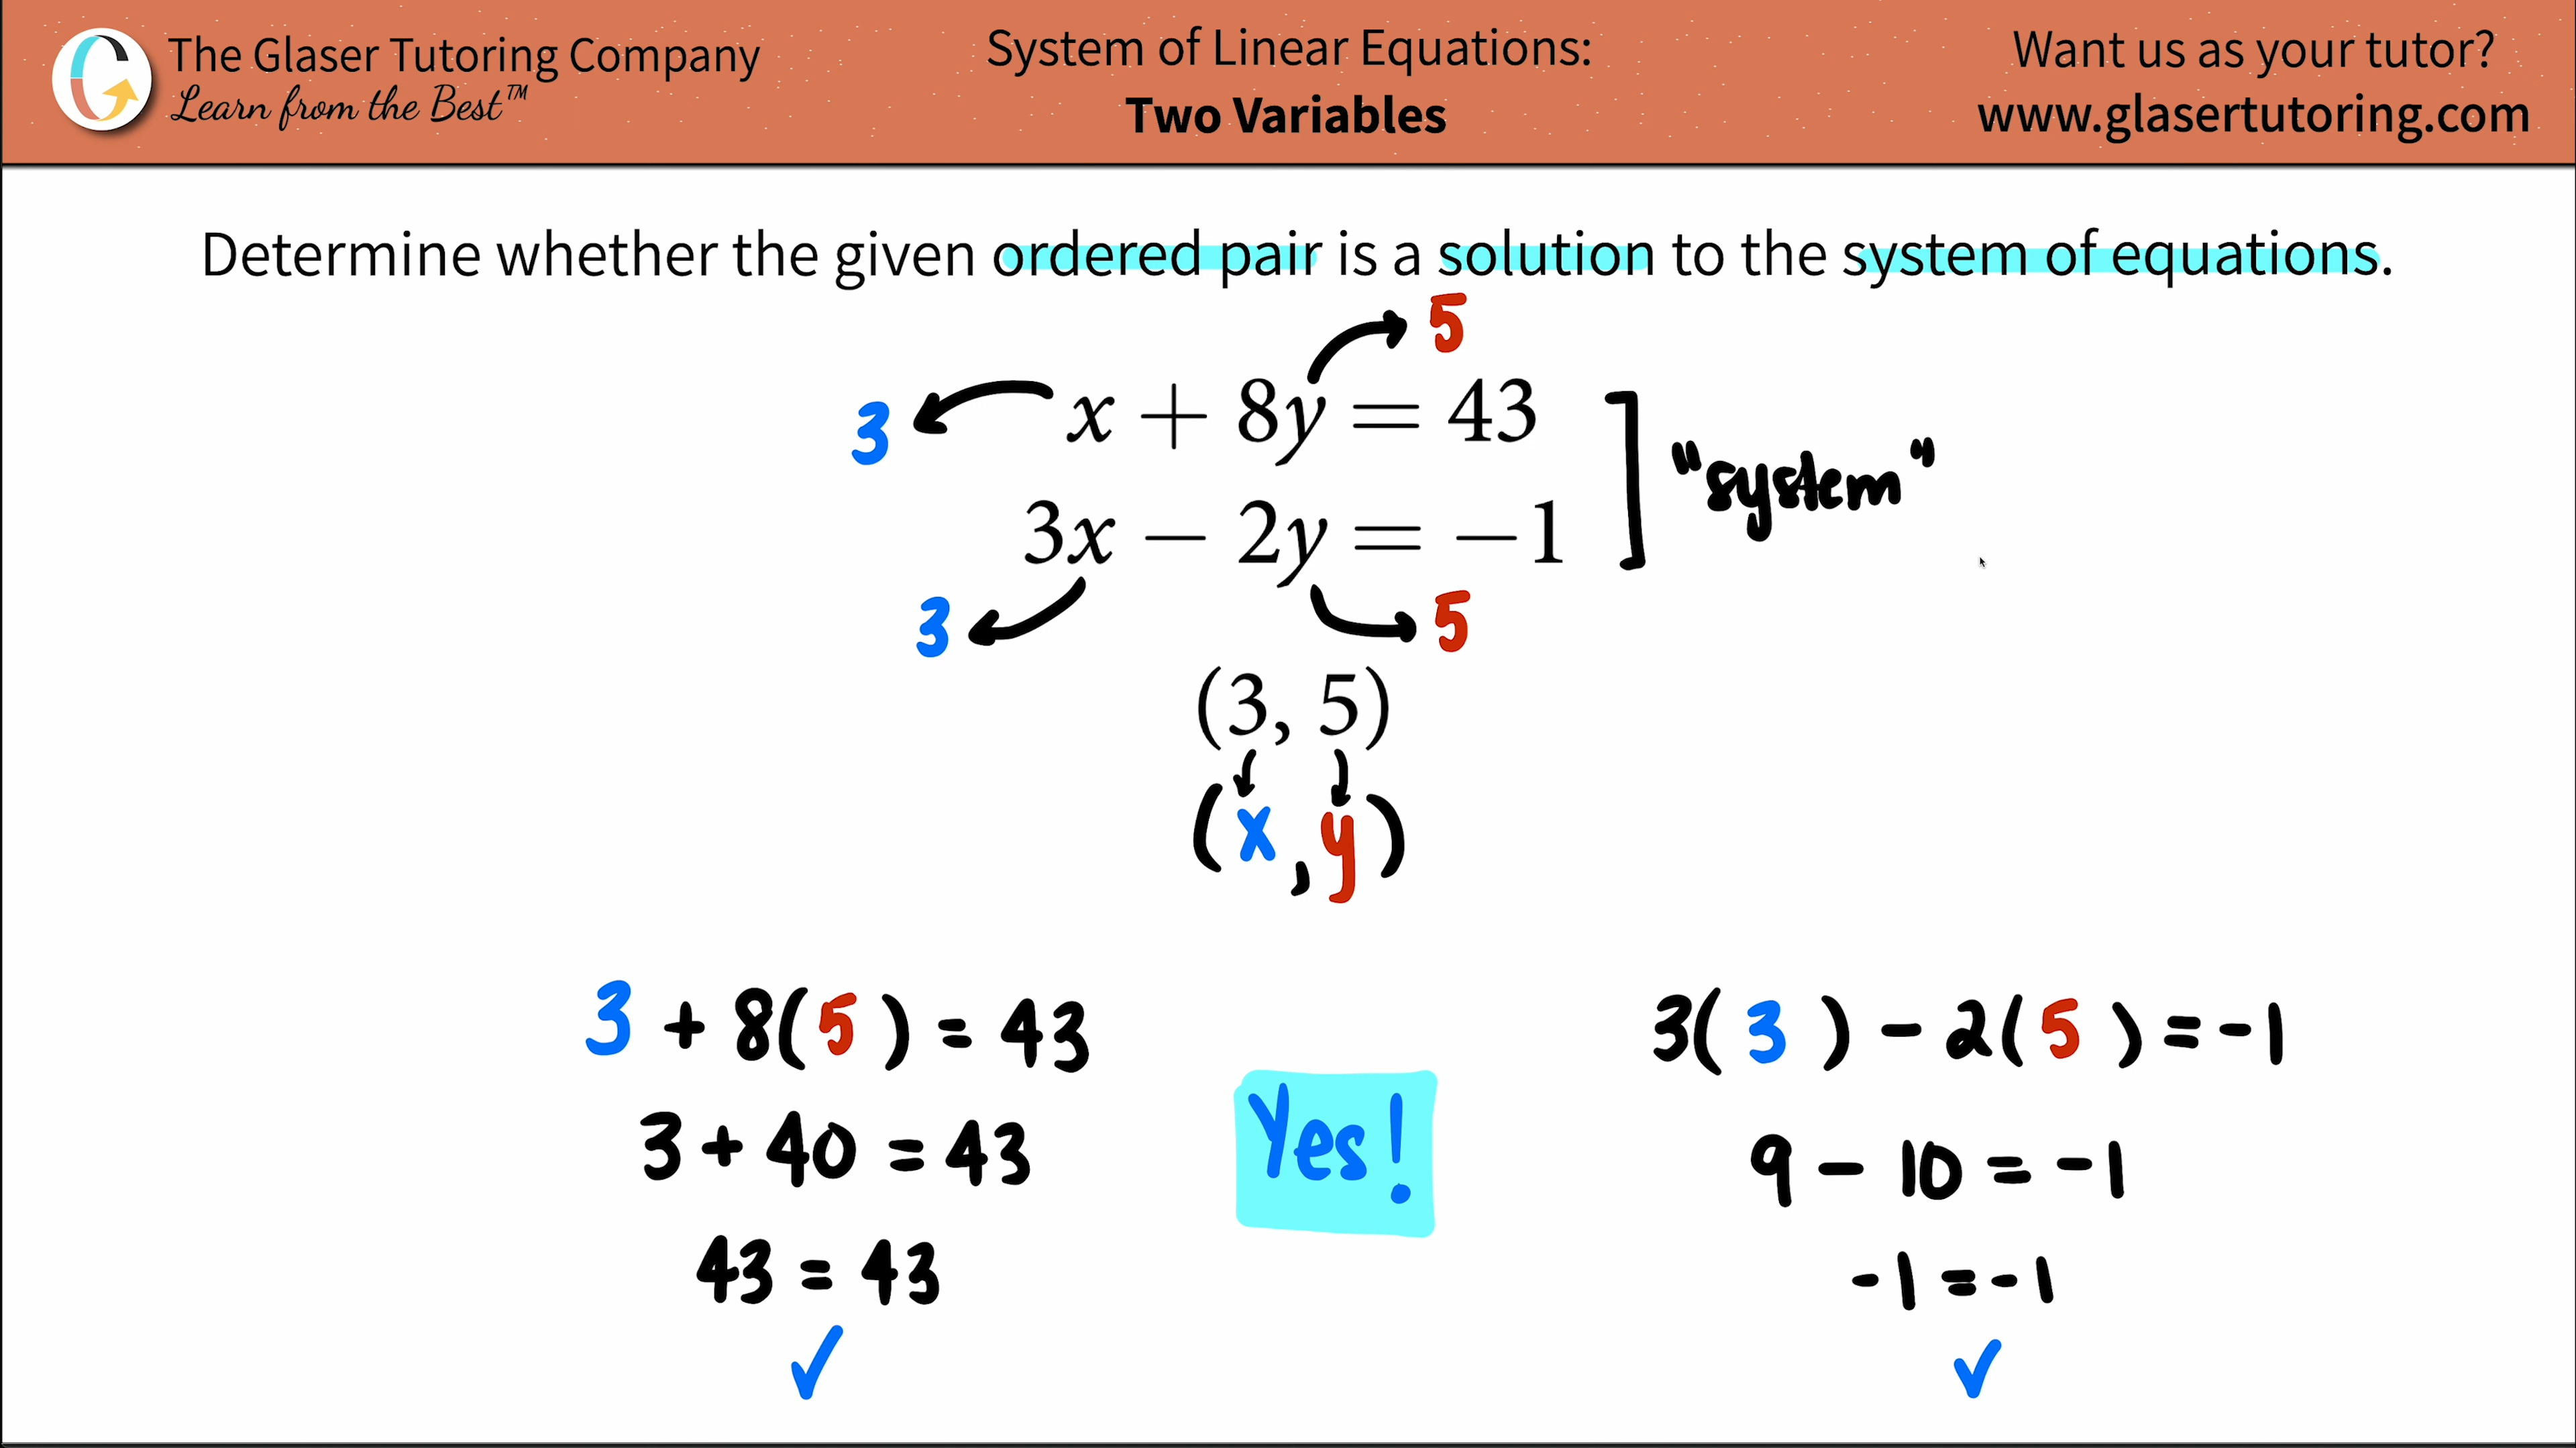 The Glaser Tutoring Company
Learn from the Best™
System of Linear Equations:
Two Variables
Want us as your tutor?
www.glasertutoring.com
Determine whether the given ordered pair is a solution to the system of equations.
5
3
x + 8y = 43
"system"
3x − 2y = −1
3
5
(3, 5)
(x, y)
3 + 8(5) = 43
3 + 40 = 43
43 = 43
✓
Yes!
3(3) - 2(5) = -1
9 - 10 = -1
-1 = -1
✓